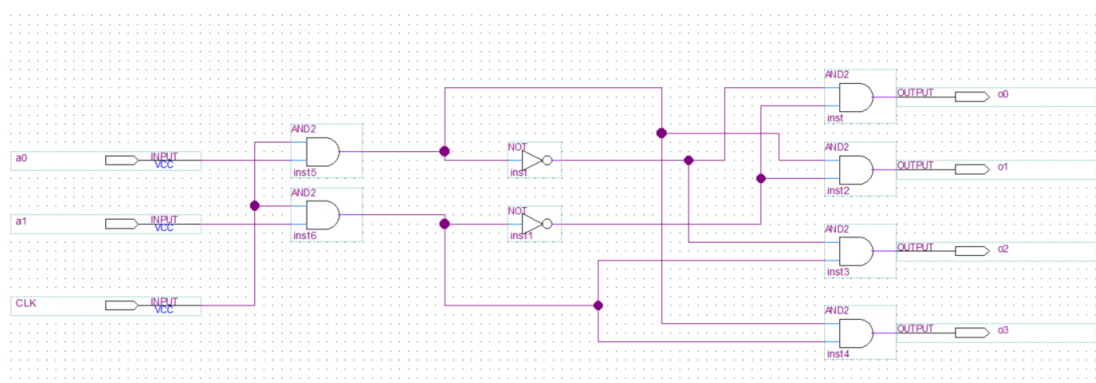 AND2
OUTPUT
o0
inst
AND2
INPUT
VCC
a0
inst5
NOT
inst
AND2
OUTPUT
o1
inst2
AND2
INPUT
VCC
a1
inst6
NOT
inst1
AND2
OUTPUT
o2
inst3
CLK
INPUT
VCC
AND2
OUTPUT
o3
inst4